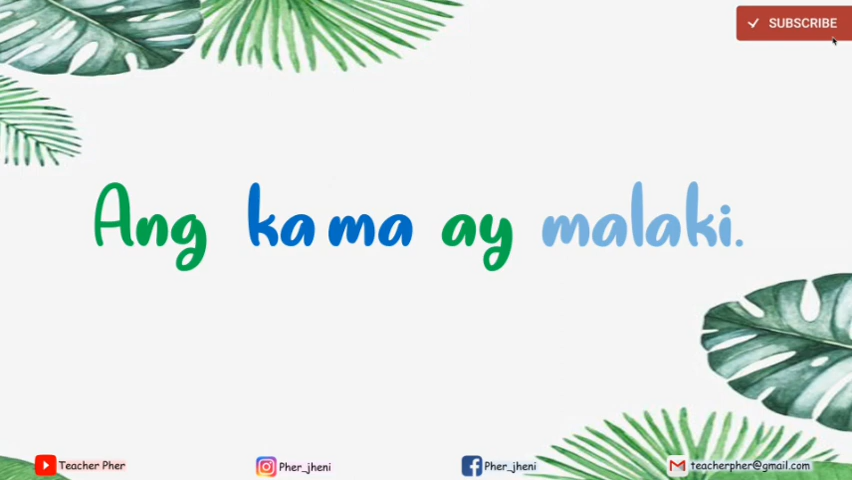 SUBSCRIBE
Ang kama ay malaki.
Teacher Pher
Pher_jheni
Pher_jheni
teacherpher@gmail.com